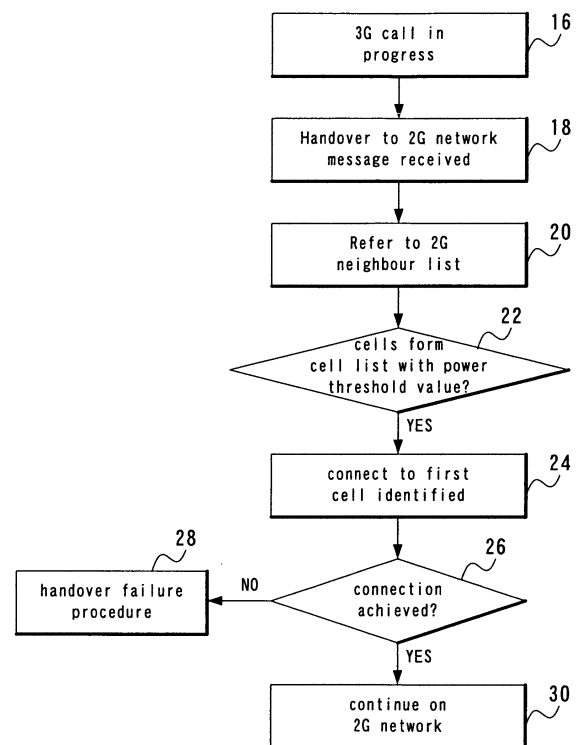 3G call in
progress
16
Handover to 2G network
message received
18
Refer to 2G
neighbour list
20
cells form
cell list with power
threshold value?
22
YES
connect to first
cell identified
24
connection
achieved?
26
NO
handover failure
procedure
28
YES
continue on
2G network
30